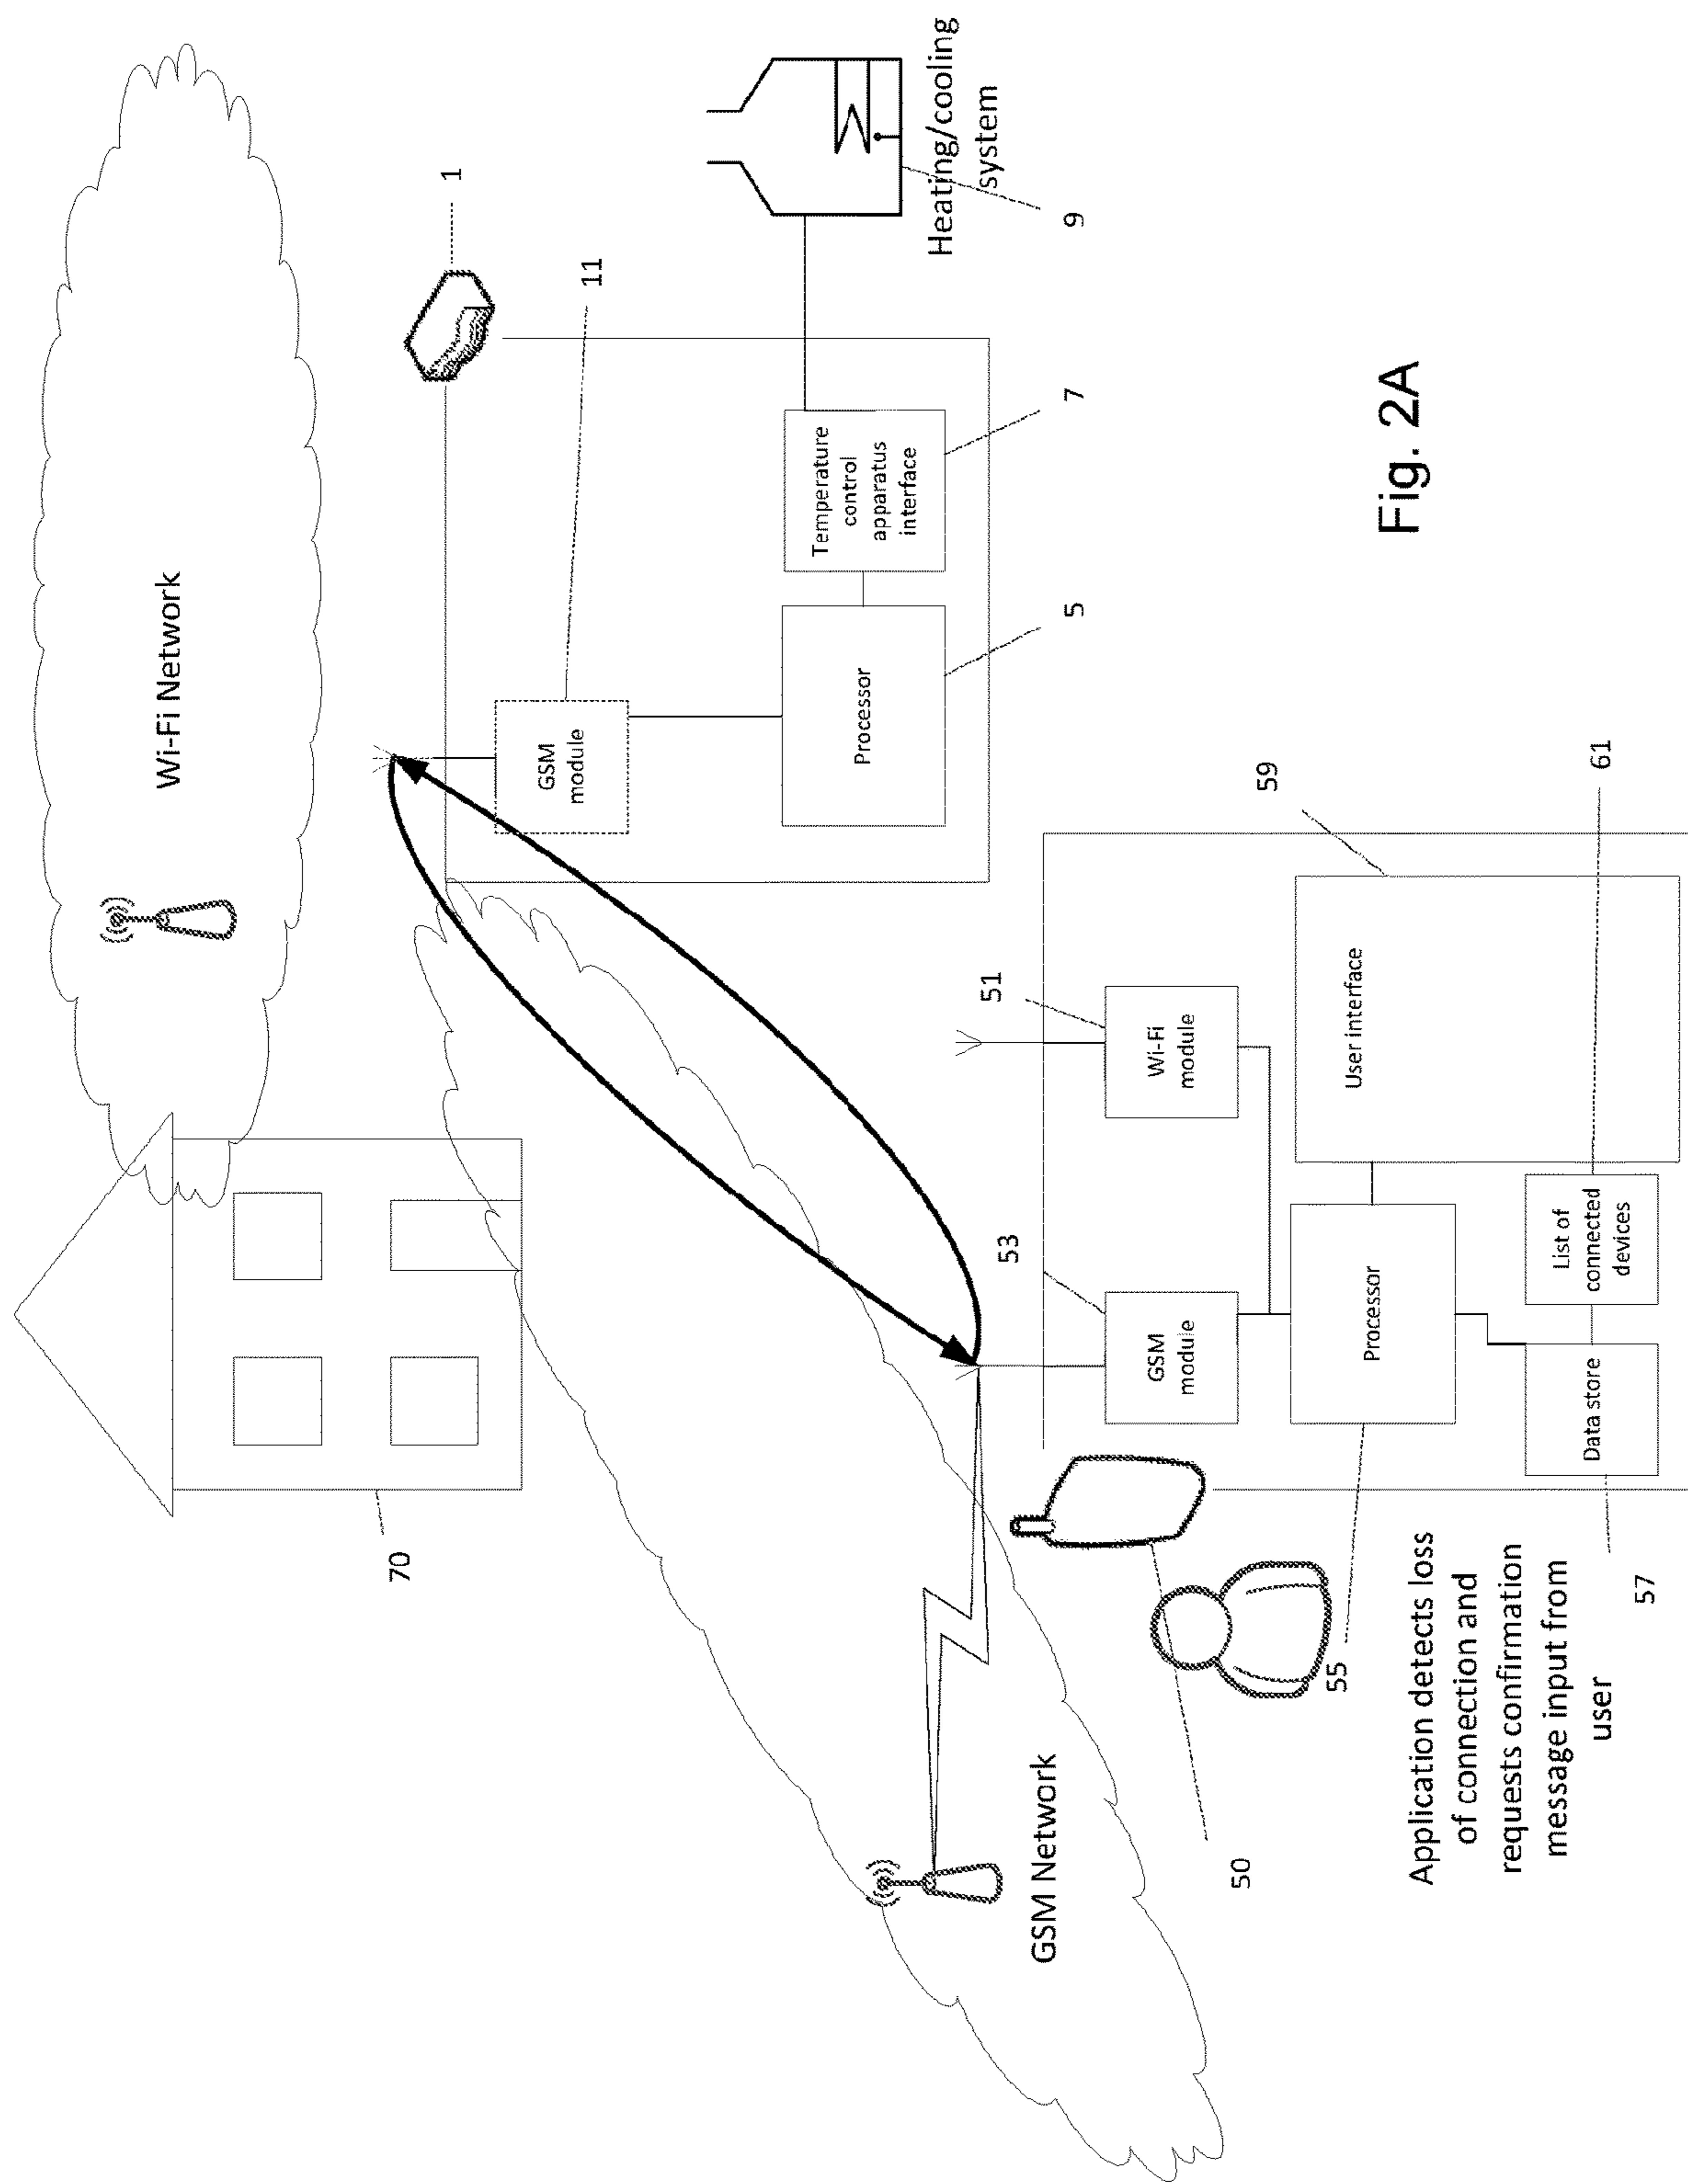 Wi-Fi Network
1
11
GSM
module
Processor
5
Temperature
control
apparatus
interface
7
Heating/cooling
system
9
70
GSM Network
50
53
GSM
module
51
Wi-Fi
module
Processor
55
59
User interface
61
List of
connected
devices
Data store
57
Application detects loss
of connection and
requests confirmation
message input from
user
Fig. 2A